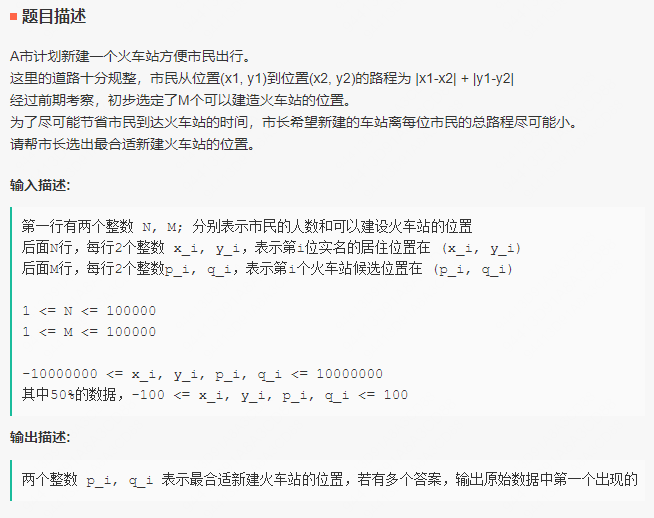 题目描述
A市计划新建一个火车站方便市民出行。
这里的道路十分规整，市民从位置(x1, y1)到位置(x2, y2)的路程为 |x1-x2| + |y1-y2|
经过前期考察，初步选定了M个可以建造火车站的位置。
为了尽可能节省市民到达火车站的时间，市长希望新建的车站离每位市民的总路程尽可能小。
请帮市长选出最合适新建火车站的位置。
输入描述:
第一行有两个整数 N, M; 分别表示市民的人数和可以建设火车站的位置
后面N行，每行2个整数 x_i, y_i，表示第i位实名的居住位置在 (x_i, y_i)
后面M行，每行2个整数p_i, q_i，表示第i个火车站候选位置在 (p_i, q_i)
1 <= N <= 100000
1 <= M <= 100000
-10000000 <= x_i, y_i, p_i, q_i <= 10000000
其中50%的数据，-100 <= x_i, y_i, p_i, q_i <= 100
输出描述:
两个整数 p_i, q_i 表示最合适新建火车站的位置，若有多个答案，输出原始数据中第一个出现的